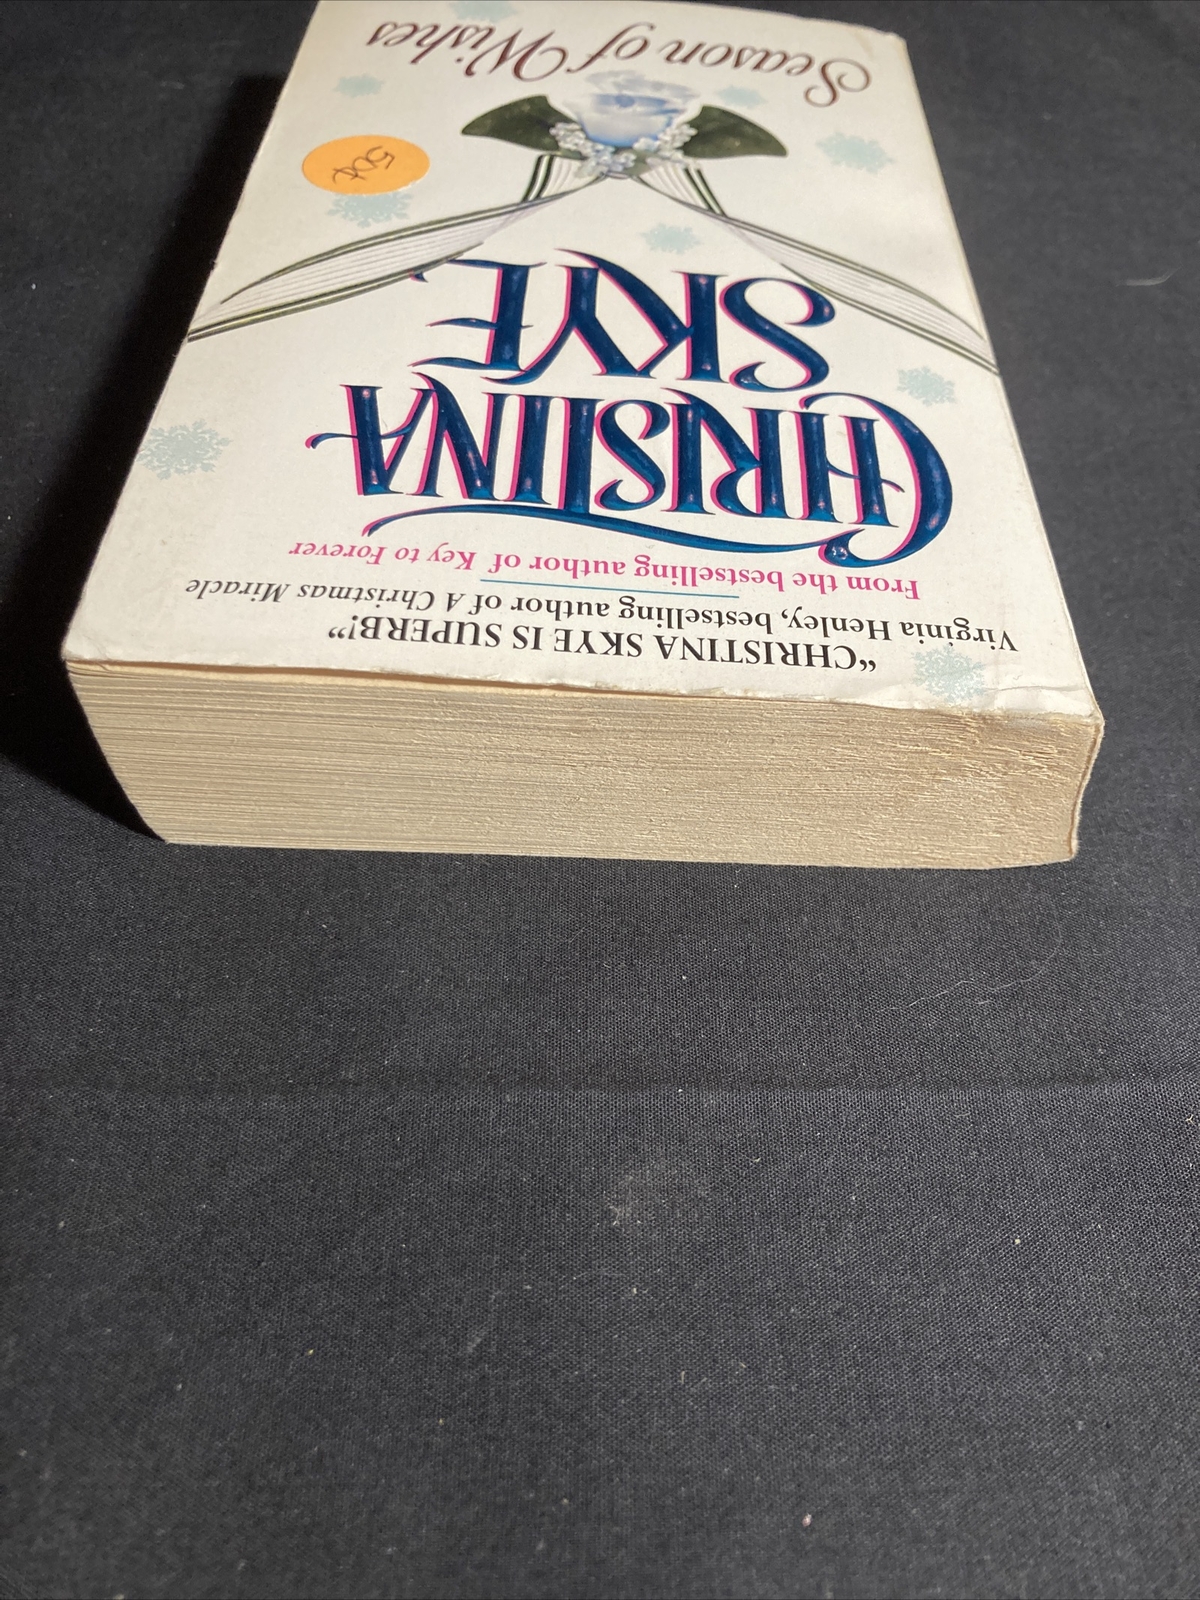 “CHRISTINA SKYE IS SUPERB!”
Virginia Henley, bestselling author of A Christmas Miracle
From the bestselling author of Key to Forever
CHRISTINA
SKYE
50¢
Season of Wishes